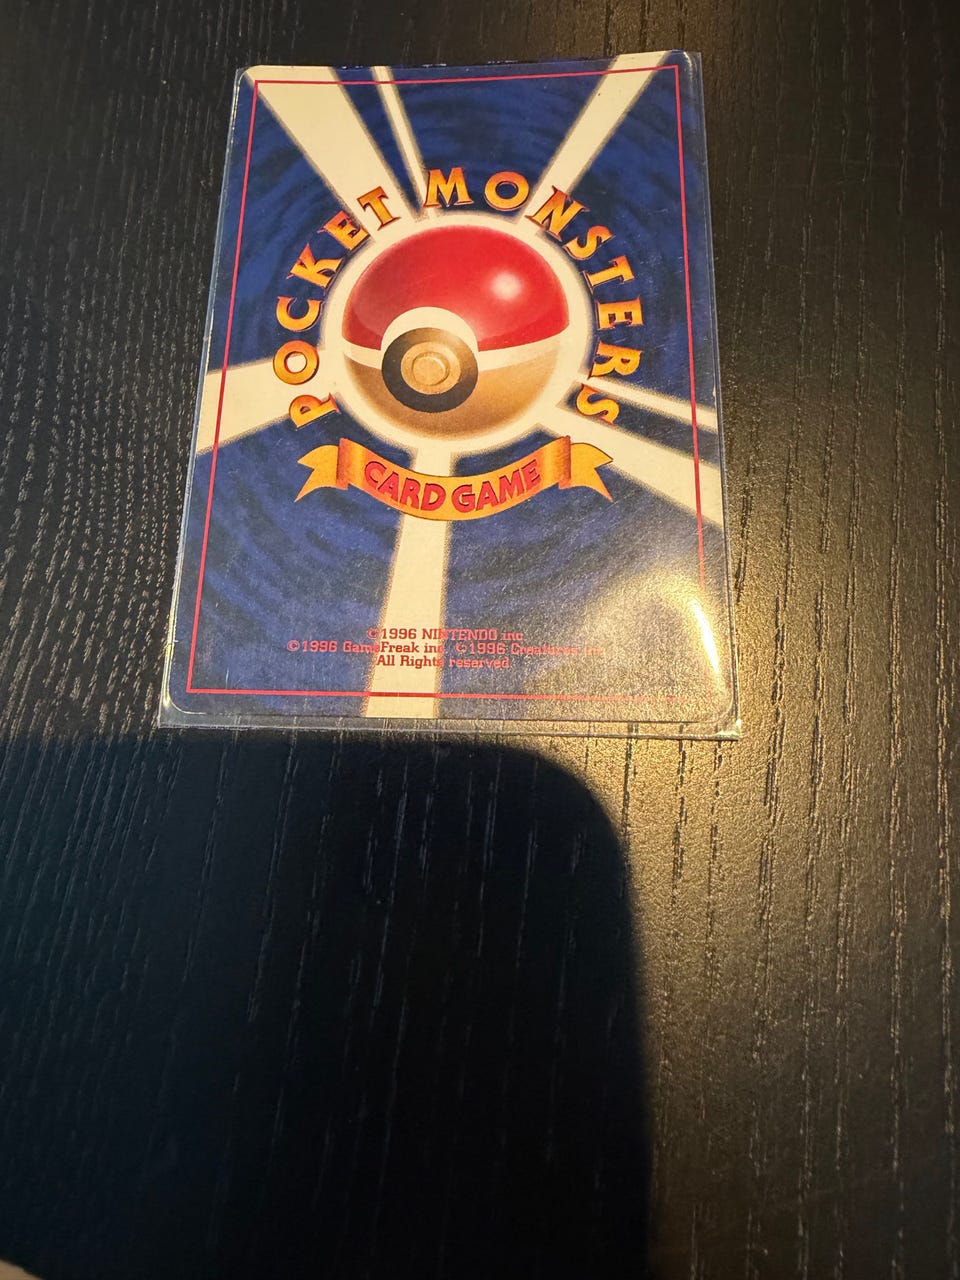 POCKET MONSTERS
CARD GAME
©1996 NINTENDO inc
©1996 GameFreak inc. ©1996 Creatures inc.
All Rights reserved